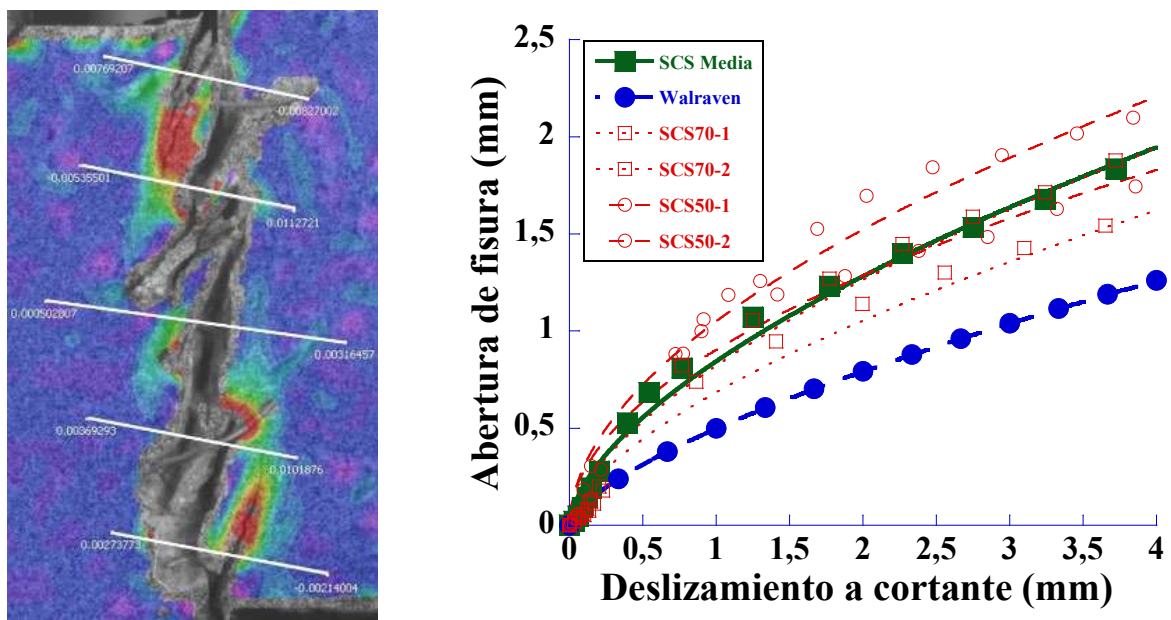 0.00769207
-0.00827002
-0.00535501
0.0112721
0.000502807
0.00316457
0.00369293
0.0101876
0.00273773
-0.00214004
Abertura de fisura (mm)
2,5
2
1,5
1
0,5
0
SCS Media
Walraven
SCS70-1
SCS70-2
SCS50-1
SCS50-2
0 0,5 1 1,5 2 2,5 3 3,5 4
Deslizamiento a cortante (mm)